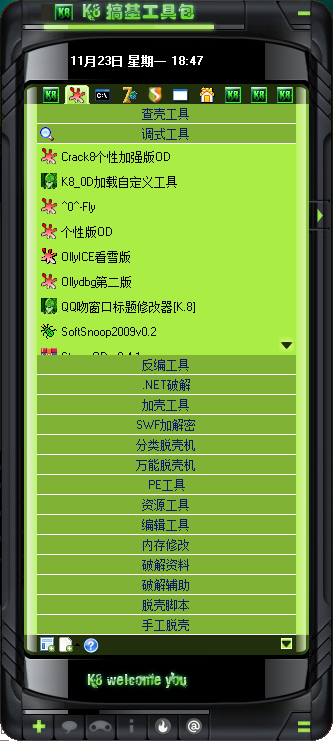 K8 搞基工具包
11月23日 星期一 18:47
查壳工具
调式工具
Crack8个性加强版OD
K8_OD加载自定义工具
^O^-Fly
个性版OD
OllyICE看雪版
Ollydbg第二版
QQ吻窗口标题修改器[K.8]
SoftSnoop2009v0.2
反编工具
.NET破解
加壳工具
SWF加解密
分类脱壳机
万能脱壳机
PE工具
资源工具
编辑工具
内存修改
破解资料
破解辅助
脱壳脚本
手工脱壳
K8 welcome you